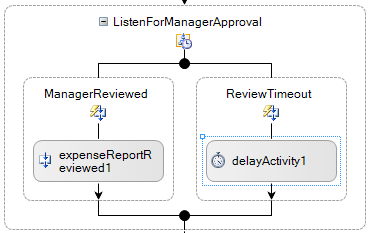 ListenForManagerApproval
ManagerReviewed
ReviewTimeout
expenseReportR
eviewed1
delayActivity1